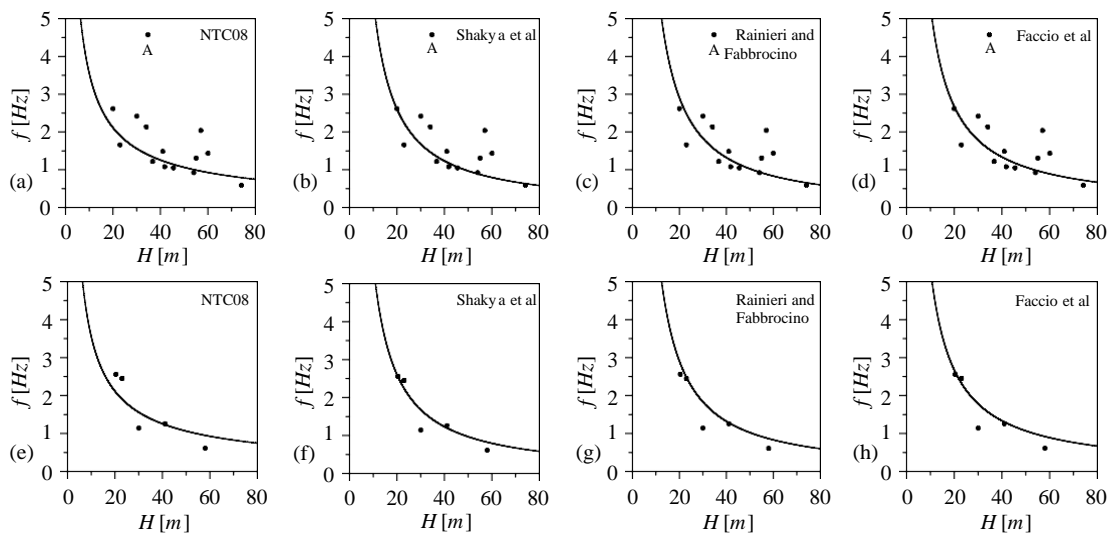 5 4 3 2 1 0
f [Hz]
(a)
NTC08
A
0 20 40 60 80
H [m]
5 4 3 2 1 0
f [Hz]
(b)
Shakya et al
A
0 20 40 60 80
H [m]
5 4 3 2 1 0
f [Hz]
(c)
Rainieri and
A Fabbrocino
0 20 40 60 80
H [m]
5 4 3 2 1 0
f [Hz]
(d)
Faccio et al
A
0 20 40 60 80
H [m]
5 4 3 2 1 0
f [Hz]
(e)
NTC08
0 20 40 60 80
H [m]
5 4 3 2 1 0
f [Hz]
(f)
Shakya et al
0 20 40 60 80
H [m]
5 4 3 2 1 0
f [Hz]
(g)
Rainieri and
Fabbrocino
0 20 40 60 80
H [m]
5 4 3 2 1 0
f [Hz]
(h)
Faccio et al
0 20 40 60 80
H [m]